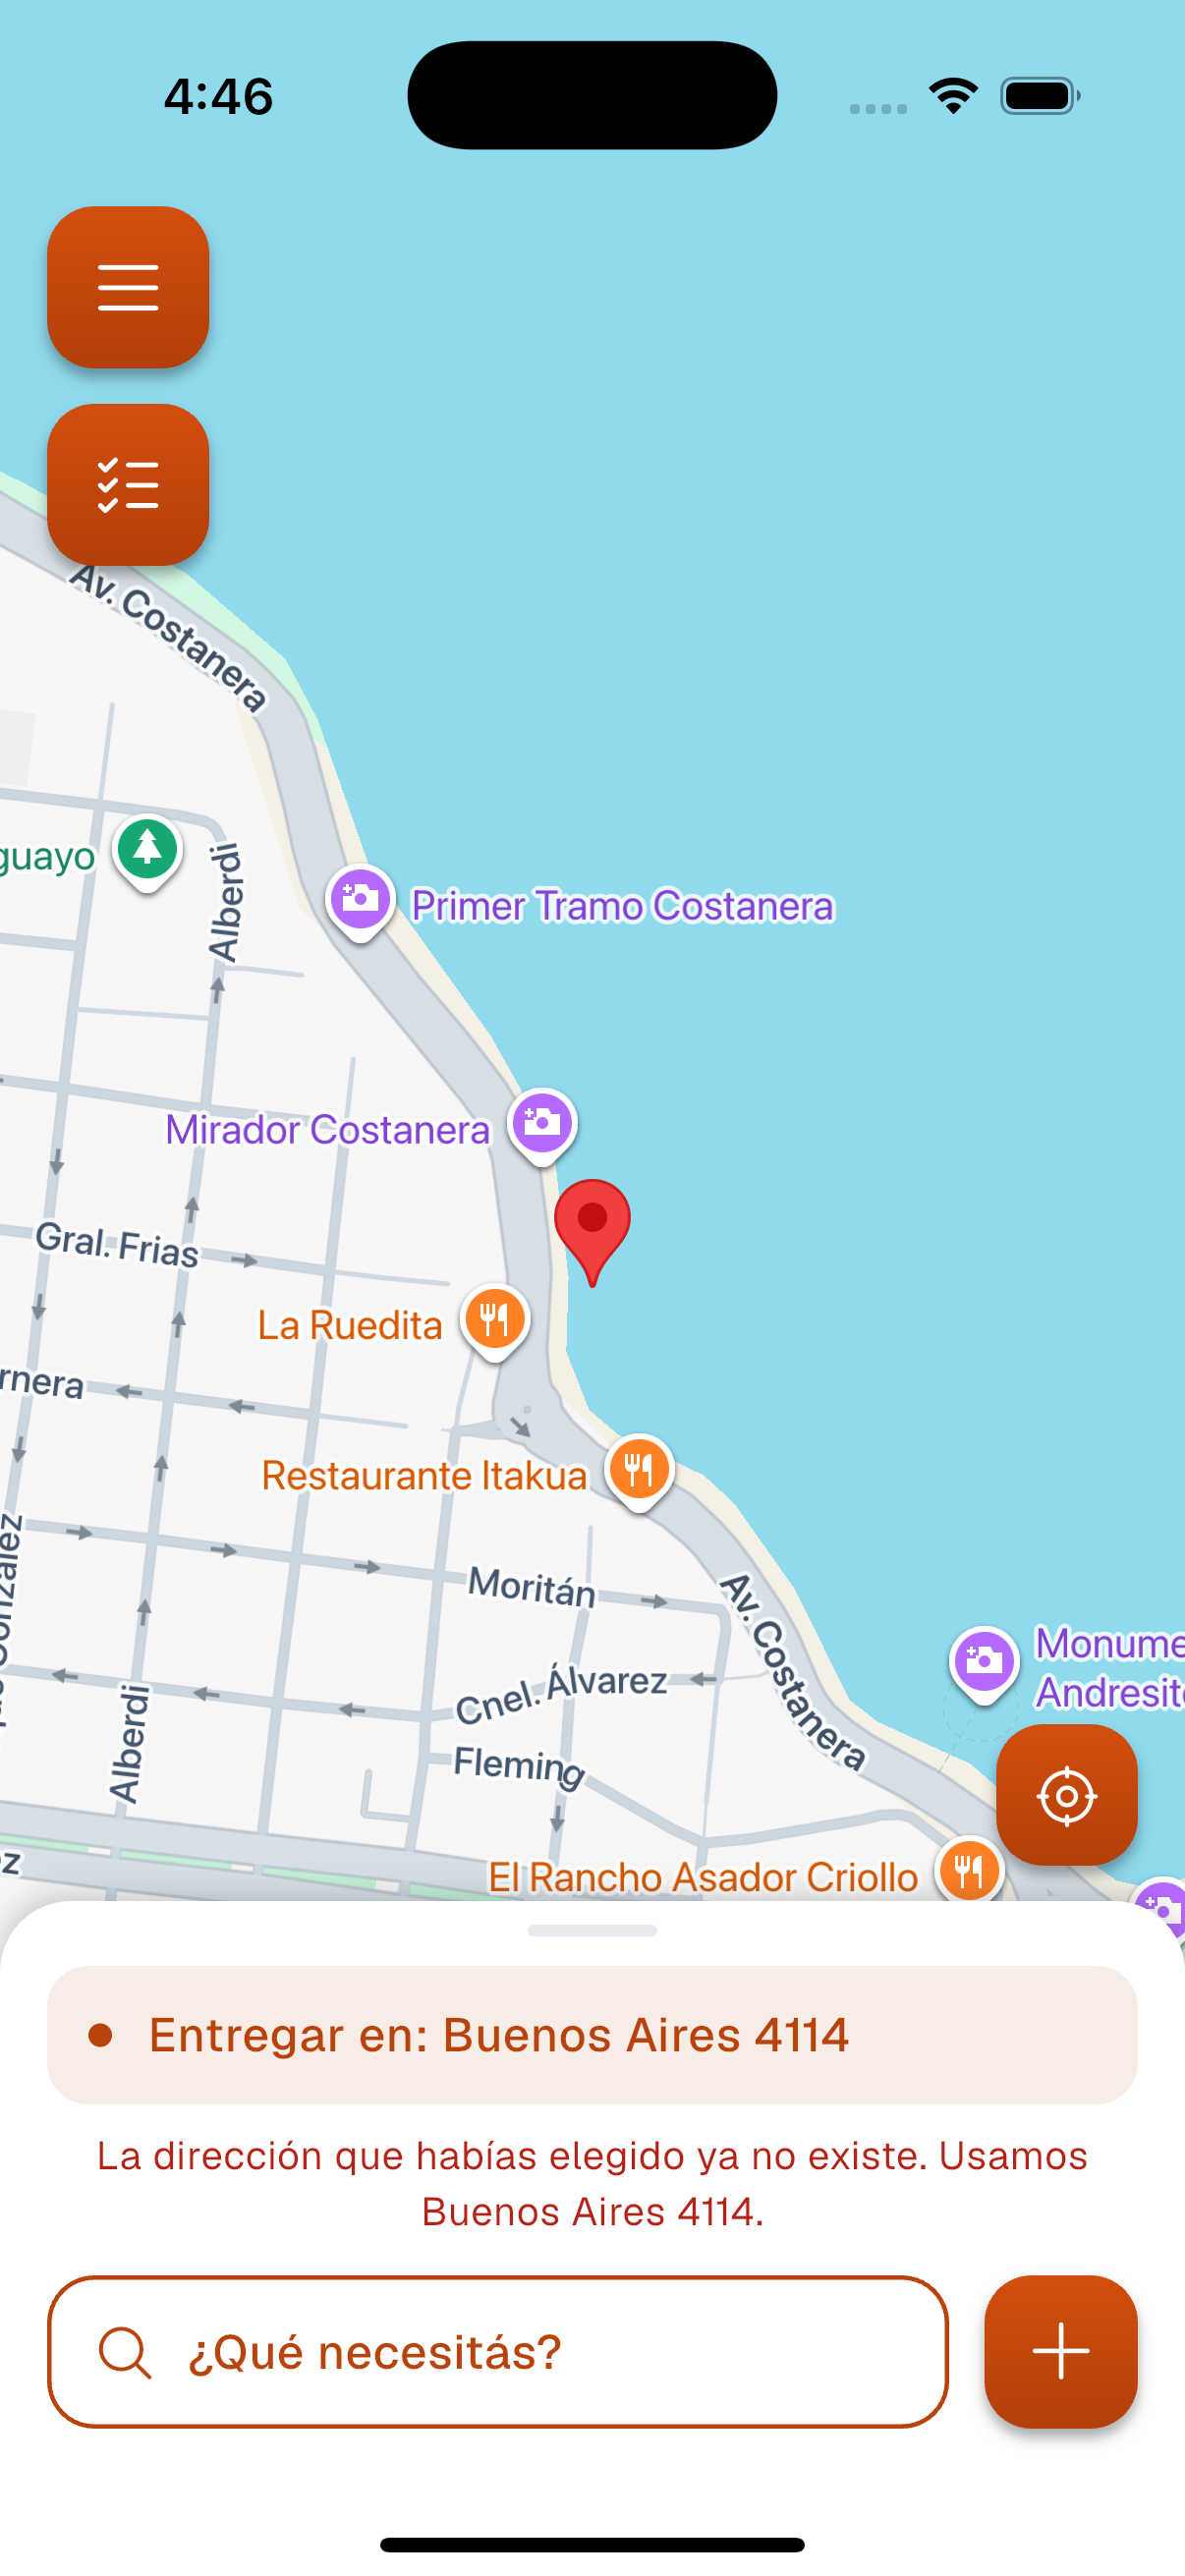 4:46
Av. Costanera
guayo
Alberdi
Primer Tramo Costanera
Mirador Costanera
Gral. Frias
La Ruedita
rnera
Restaurante Itakua
Moritán
Av. Costanera
Monume
Andresito
Cnel. Álvarez
Alberdi
Fleming
z
El Rancho Asador Criollo
Entregar en: Buenos Aires 4114
La dirección que habías elegido ya no existe. Usamos
Buenos Aires 4114.
¿Qué necesitás?